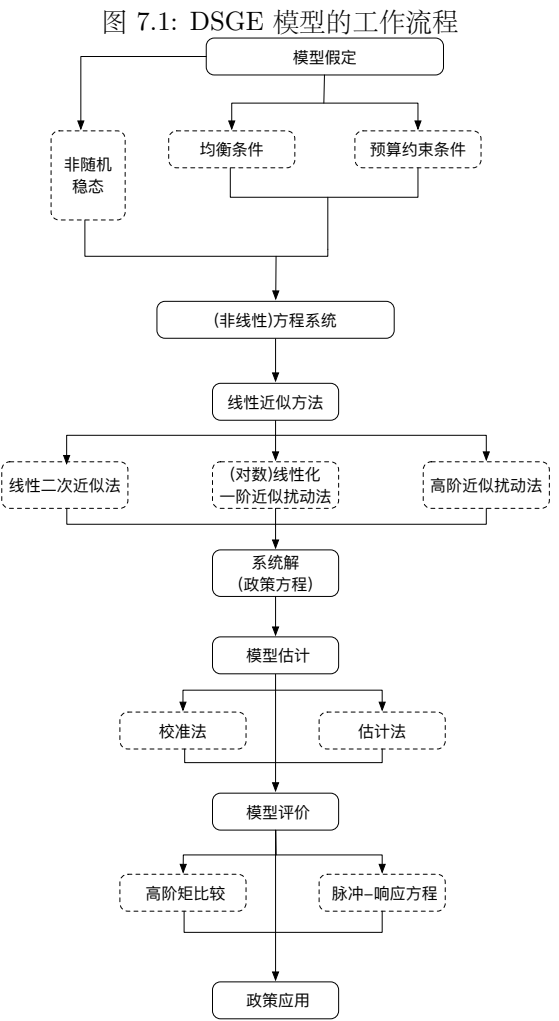 图 7.1: DSGE 模型的工作流程
模型假定
非随机
稳态
均衡条件
预算约束条件
(非线性)方程系统
线性近似方法
线性二次近似法
(对数)线性化
一阶近似扰动法
高阶近似扰动法
系统解
(政策方程)
模型估计
校准法
估计法
模型评价
高阶矩比较
脉冲–响应方程
政策应用